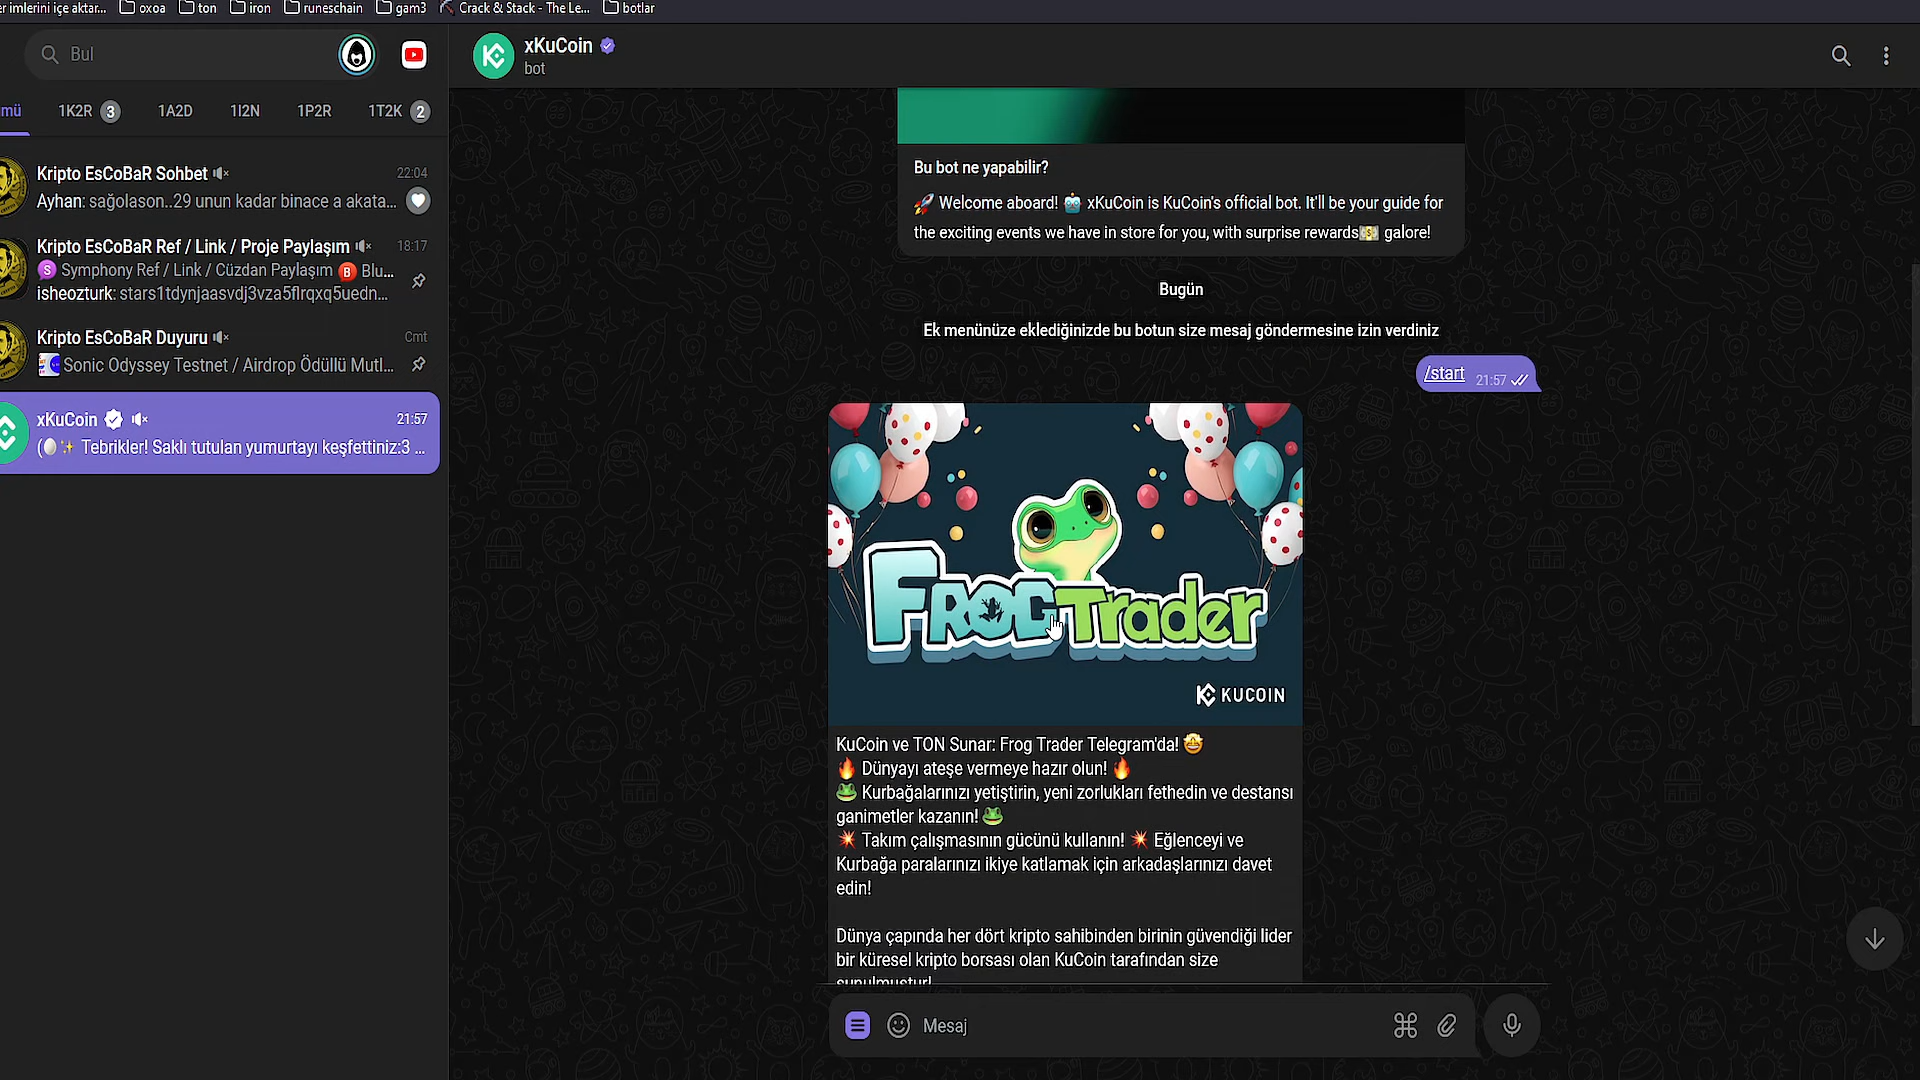 er imlerini içe aktar...
oxoa
ton
iron
runeschain
gam3
Crack & Stack - The Le...
botlar
Bul
mü
1K2R 3
1A2D
1I2N
1P2R
1T2K 2
Kripto EsCoBaR Sohbet
22:04
Ayhan: sağolason..29 unun kadar binace a akata...
Kripto EsCoBaR Ref / Link / Proje Paylaşım
18:17
S Symphony Ref / Link / Cüzdan Paylaşım B Blu...
isheozturk: stars1tdynjaasvdj3vza5flrqxq5uedn...
Kripto EsCoBaR Duyuru
Cmt
Sonic Odyssey Testnet / Airdrop Ödüllü Mutl...
xKuCoin
21:57
(🥚✨ Tebrikler! Saklı tutulan yumurtayı keşfettiniz:3 ...
xKuCoin
bot
Bu bot ne yapabilir?
🚀 Welcome aboard! 🤖 xKuCoin is KuCoin's official bot. It'll be your guide for
the exciting events we have in store for you, with surprise rewards💵 galore!
Bugün
Ek menünüze eklediğinizde bu botun size mesaj göndermesine izin verdiniz
/start 21:57
FROG Trader
KUCOIN
KuCoin ve TON Sunar: Frog Trader Telegram'da! 🤩
🔥 Dünyayı ateşe vermeye hazır olun! 🔥
🐸 Kurbağalarınızı yetiştirin, yeni zorlukları fethedin ve destansı
ganimetler kazanın! 🐸
💥 Takım çalışmasının gücünü kullanın! 💥 Eğlenceyi ve
Kurbağa paralarınızı ikiye katlamak için arkadaşlarınızı davet
edin!
Dünya çapında her dört kripto sahibinden birinin güvendiği lider
bir küresel kripto borsası olan KuCoin tarafından size
sunulmuştur!
Mesaj